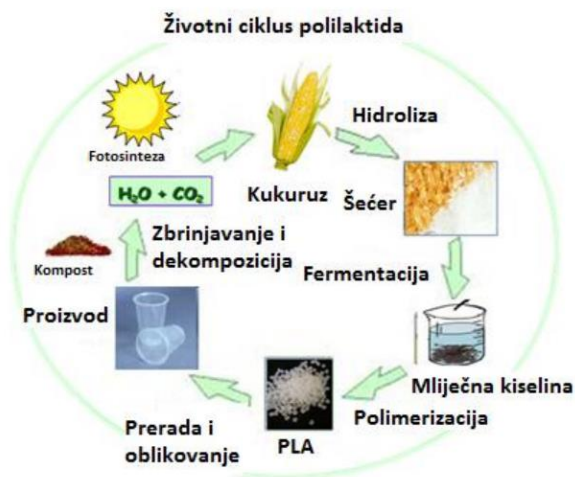 Životni ciklus polilaktida
Fotosinteza
H₂O + CO₂
Kukuruz
Hidroliza
Šećer
Fermentacija
Mliječna kiselina
Polimerizacija
PLA
Prerada i
oblikovanje
Proizvod
Kompost
Zbrinjavanje i
dekompozicija